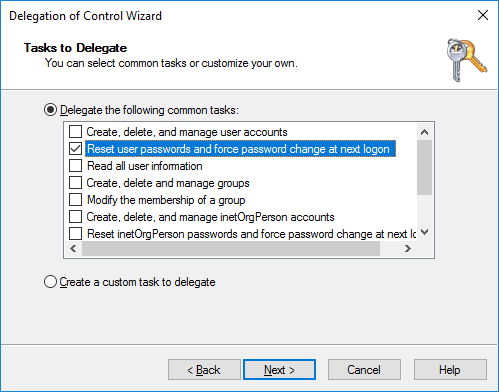 Delegation of Control Wizard
Tasks to Delegate
You can select common tasks or customize your own.
Delegate the following common tasks:
Create, delete, and manage user accounts
Reset user passwords and force password change at next logon
Read all user information
Create, delete and manage groups
Modify the membership of a group
Create, delete, and manage inetOrgPerson accounts
Reset inetOrgPerson passwords and force password change at next
Create a custom task to delegate
< Back Next > Cancel Help